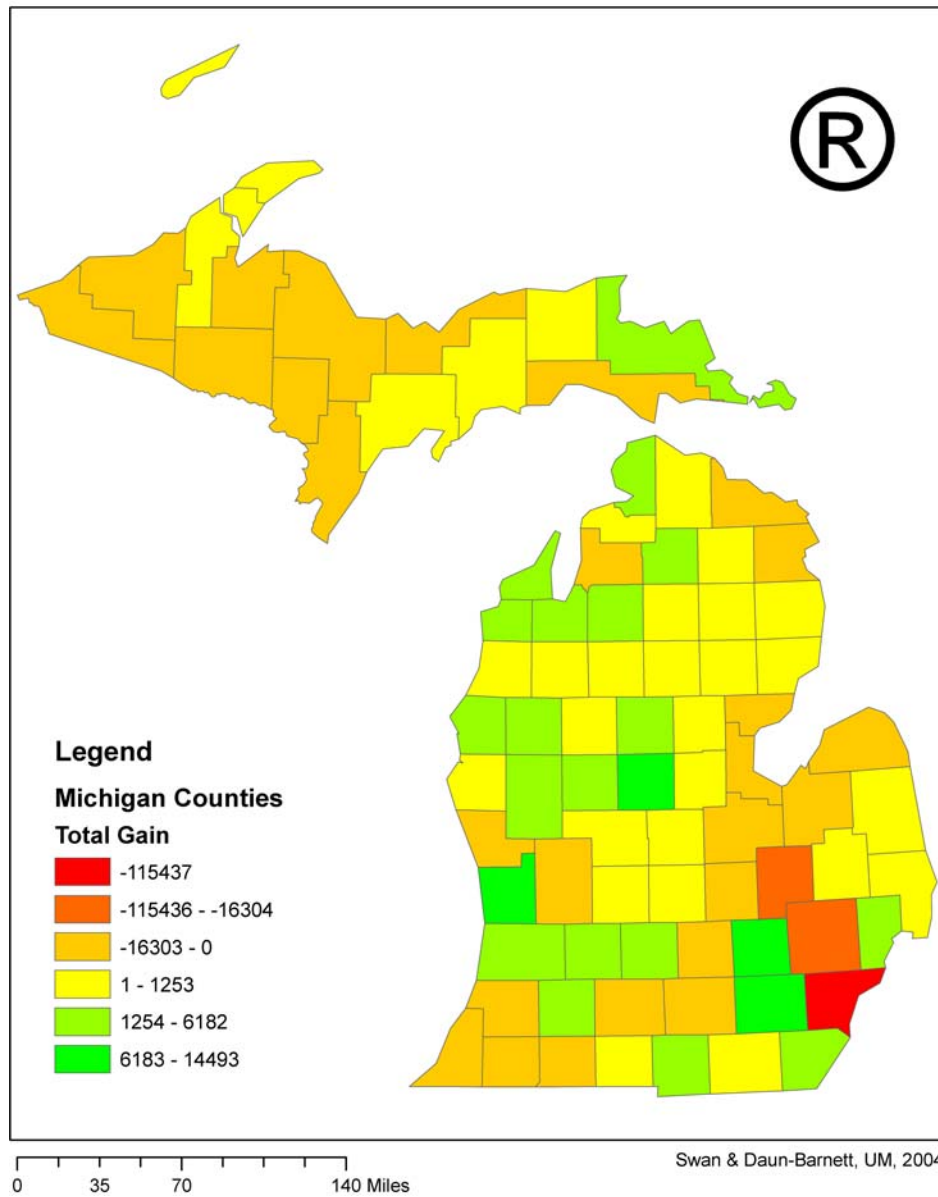 ®
Legend
Michigan Counties
Total Gain
-115437
-115436 - -16304
-16303 - 0
1 - 1253
1254 - 6182
6183 - 14493
0 35 70 140 Miles
Swan & Daun-Barnett, UM, 2004